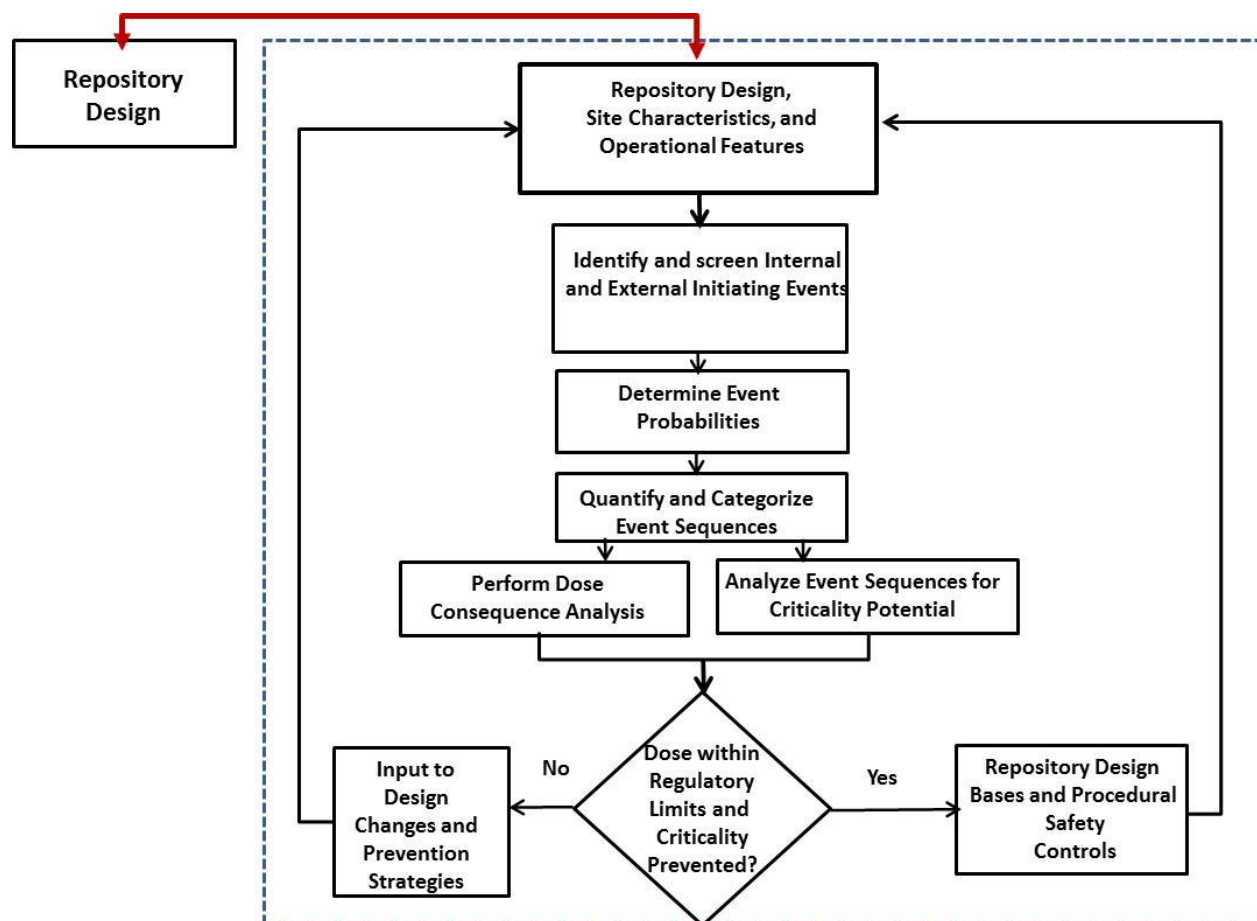 Repository
Design
Repository Design,
Site Characteristics, and
Operational Features
Identify and screen Internal
and External Initiating Events
Determine Event
Probabilities
Quantify and Categorize
Event Sequences
Perform Dose
Consequence Analysis
Analyze Event Sequences for
Criticality Potential
Dose within
Regulatory
Limits and
Criticality
Prevented?
No
Yes
Input to
Design
Changes and
Prevention
Strategies
Repository Design
Bases and Procedural
Safety
Controls